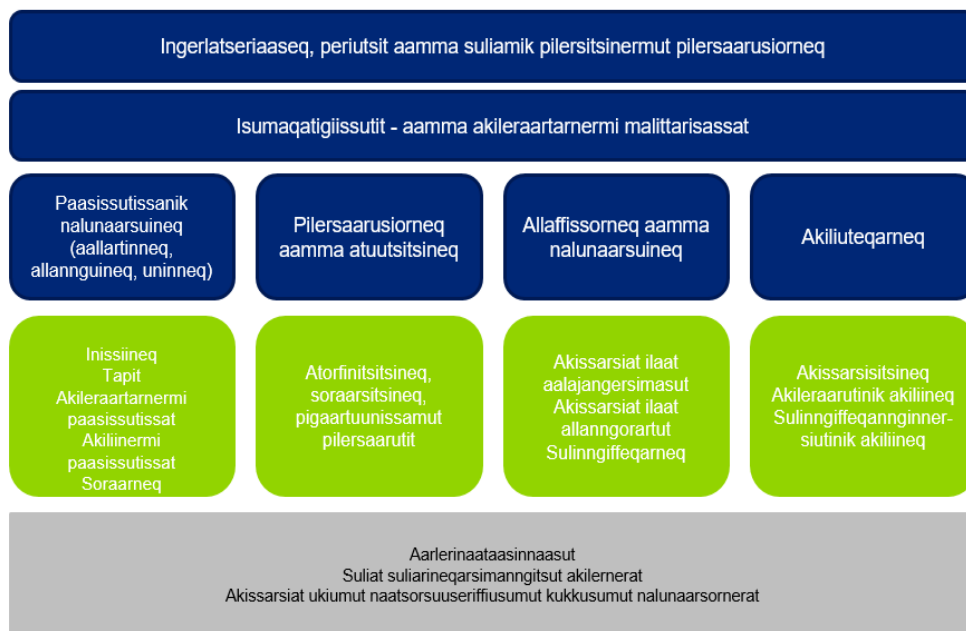 Ingerlatseriaaseq, periutsit aamma suliamik pilersitsinermut pilersaarusiorneq
Isumaqatigiissutit - aamma akileraartarnermi malittarisassat
Paasissutissanik
nalunaarsuineq
(aallartinneq,
allannguineq, uninneq)
Pilersaarusiorneq
aamma atuutsitsineq
Allaffissorneq aamma
nalunaarsuineq
Akiliuteqarneq
Inissiineq
Tapit
Akileraartarnermi
paasissutissat
Akiliinermi
paasissutissat
Soraarneq
Atorfinitsitsineq,
soraarsitsineq,
pigaartuunissamut
pilersaarutit
Akissarsiat ilaat
aalajangersimasut
Akissarsiat ilaat
allanngorartut
Sulinngiffeqarneq
Akissarsisitsineq
Akileraarutinik akiliineq
Sulinngiffeqannginner-
siutinik akiliineq
Aarlerinaataasinnaasut
Suliat suliarineqarsimanngitsut akilernerat
Akissarsiat ukiumut naatsorsuuseriffiusumut kukkusumut nalunaarsornerat